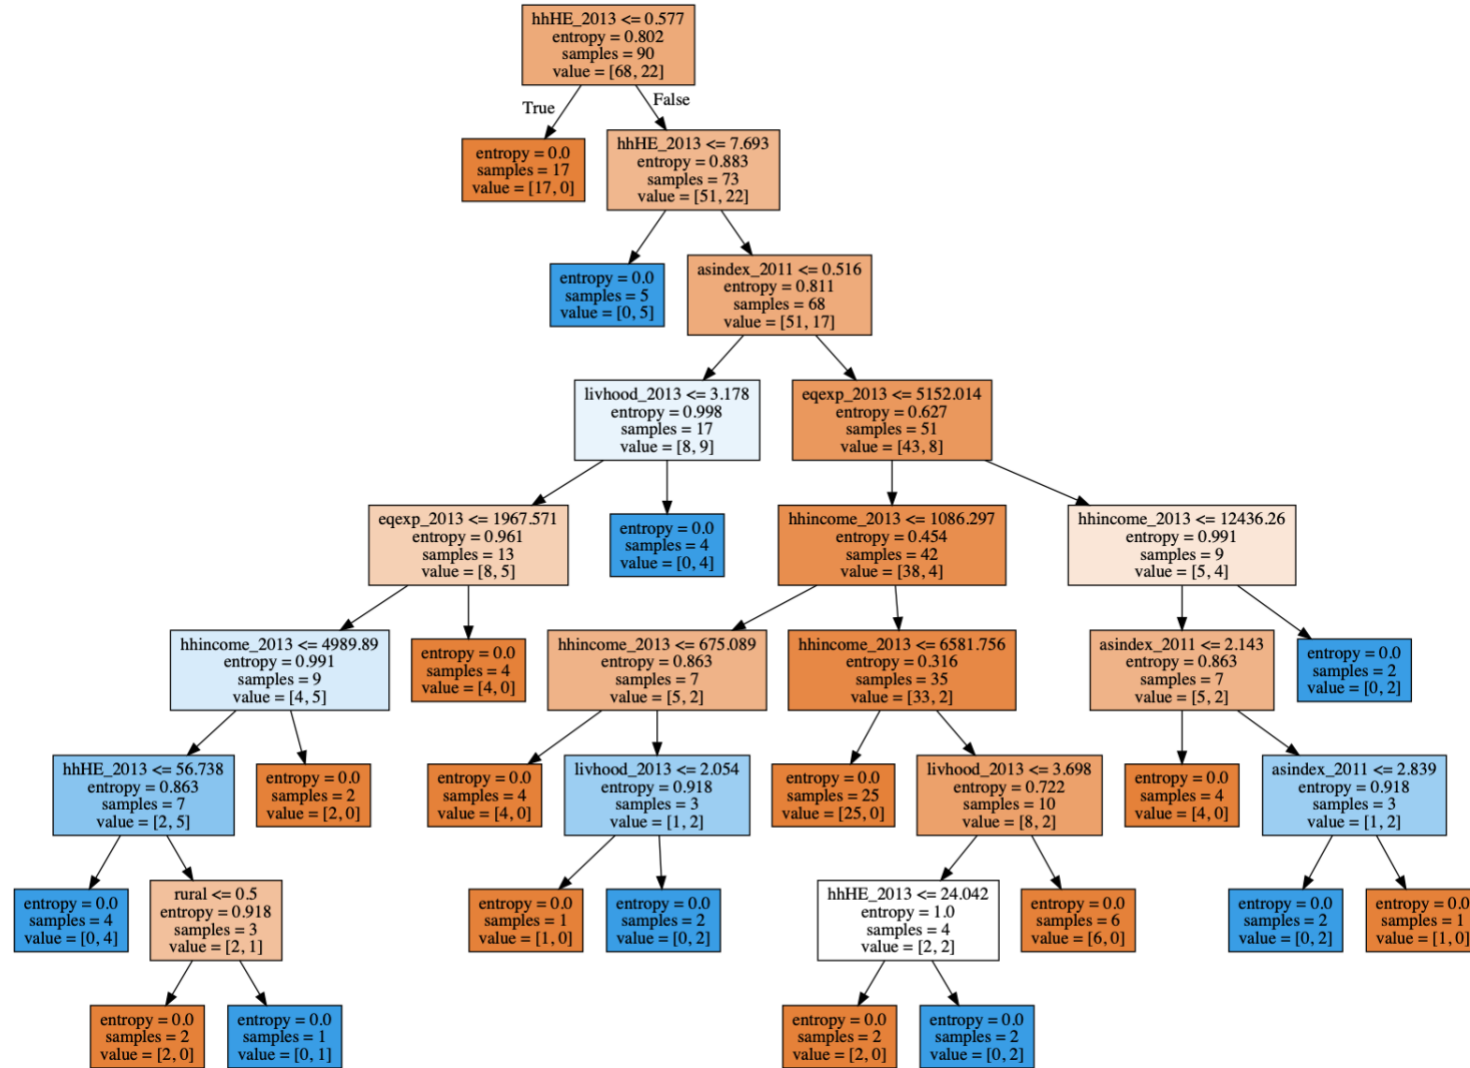 hhHE_2013 <= 0.577
entropy = 0.802
samples = 90
value = [68, 22]
True
False
entropy = 0.0
samples = 17
value = [17, 0]
hhHE_2013 <= 7.693
entropy = 0.883
samples = 73
value = [51, 22]
entropy = 0.0
samples = 5
value = [0, 5]
asindex_2011 <= 0.516
entropy = 0.811
samples = 68
value = [51, 17]
livhood_2013 <= 3.178
entropy = 0.998
samples = 17
value = [8, 9]
eqexp_2013 <= 5152.014
entropy = 0.627
samples = 51
value = [43, 8]
eqexp_2013 <= 1967.571
entropy = 0.961
samples = 13
value = [8, 5]
entropy = 0.0
samples = 4
value = [0, 4]
hhincome_2013 <= 1086.297
entropy = 0.454
samples = 42
value = [38, 4]
hhincome_2013 <= 12436.26
entropy = 0.991
samples = 9
value = [5, 4]
hhincome_2013 <= 4989.89
entropy = 0.991
samples = 9
value = [4, 5]
entropy = 0.0
samples = 4
value = [4, 0]
hhincome_2013 <= 675.089
entropy = 0.863
samples = 7
value = [5, 2]
hhincome_2013 <= 6581.756
entropy = 0.316
samples = 35
value = [33, 2]
asindex_2011 <= 2.143
entropy = 0.863
samples = 7
value = [5, 2]
entropy = 0.0
samples = 2
value = [0, 2]
hhHE_2013 <= 56.738
entropy = 0.863
samples = 7
value = [2, 5]
entropy = 0.0
samples = 2
value = [2, 0]
entropy = 0.0
samples = 4
value = [4, 0]
livhood_2013 <= 2.054
entropy = 0.918
samples = 3
value = [1, 2]
entropy = 0.0
samples = 25
value = [25, 0]
livhood_2013 <= 3.698
entropy = 0.722
samples = 10
value = [8, 2]
entropy = 0.0
samples = 4
value = [4, 0]
asindex_2011 <= 2.839
entropy = 0.918
samples = 3
value = [1, 2]
entropy = 0.0
samples = 4
value = [0, 4]
rural <= 0.5
entropy = 0.918
samples = 3
value = [2, 1]
entropy = 0.0
samples = 1
value = [1, 0]
entropy = 0.0
samples = 2
value = [0, 2]
hhHE_2013 <= 24.042
entropy = 1.0
samples = 4
value = [2, 2]
entropy = 0.0
samples = 6
value = [6, 0]
entropy = 0.0
samples = 2
value = [0, 2]
entropy = 0.0
samples = 1
value = [1, 0]
entropy = 0.0
samples = 2
value = [2, 0]
entropy = 0.0
samples = 1
value = [0, 1]
entropy = 0.0
samples = 2
value = [2, 0]
entropy = 0.0
samples = 2
value = [0, 2]